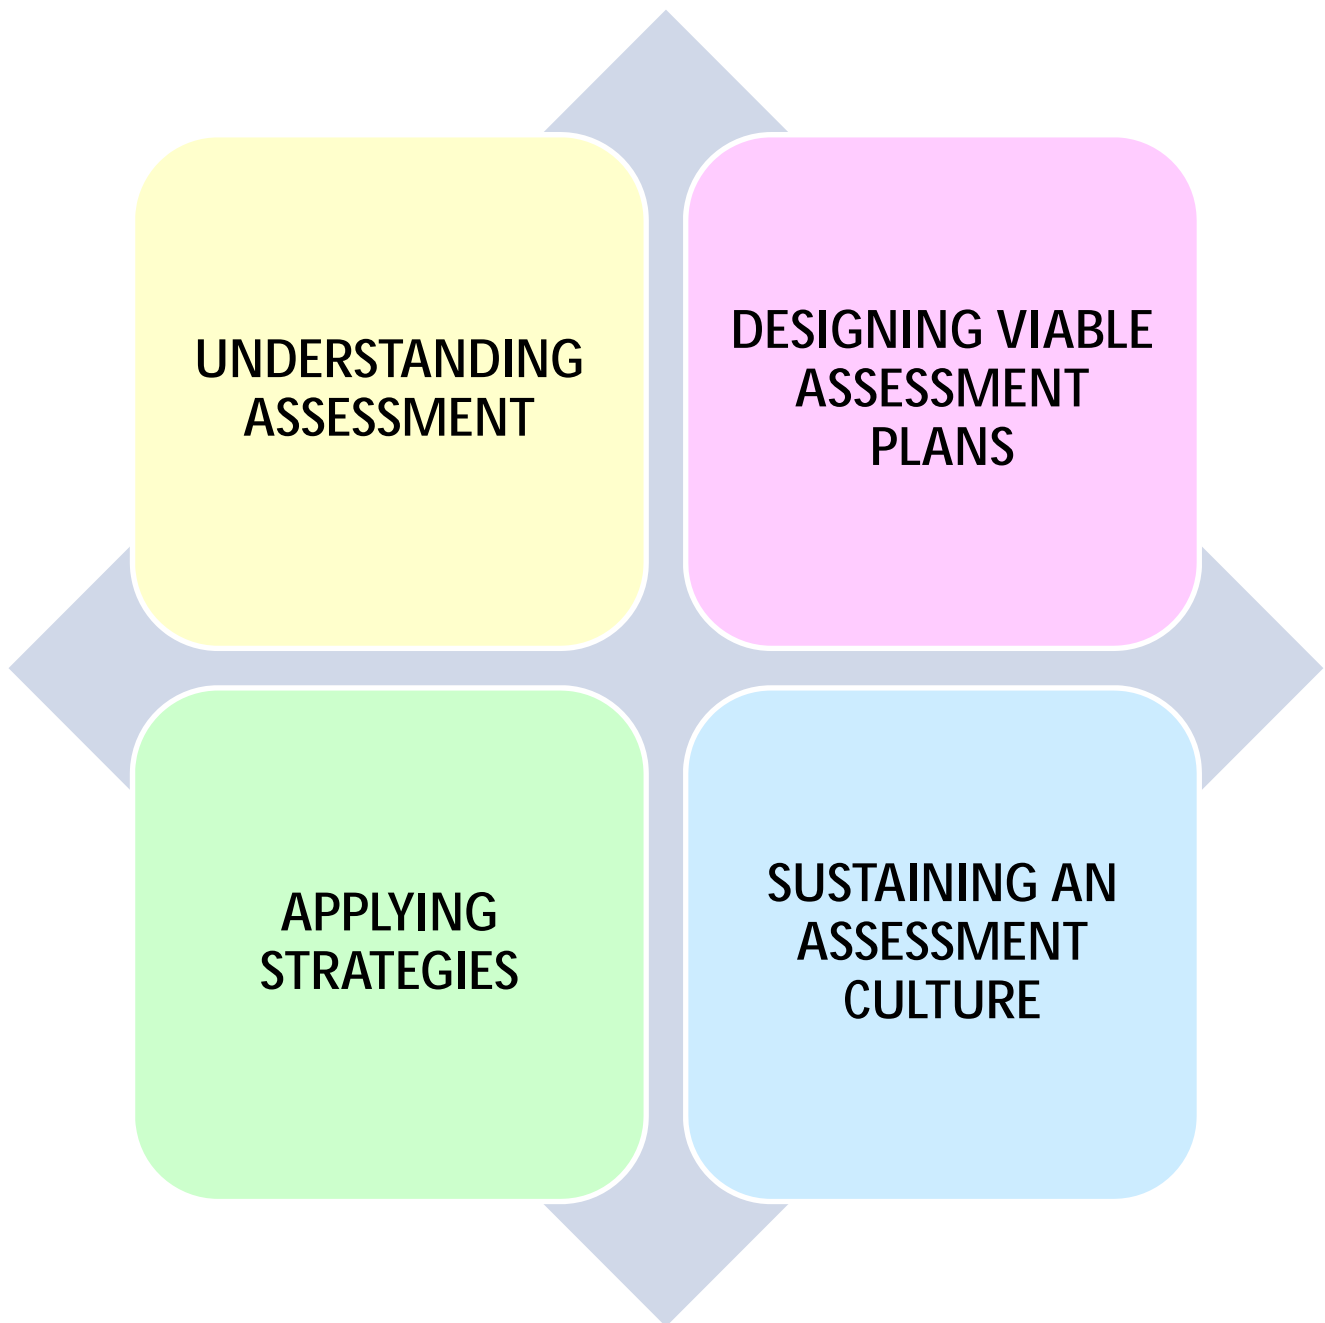 UNDERSTANDING
ASSESSMENT
DESIGNING VIABLE
ASSESSMENT
PLANS
APPLYING
STRATEGIES
SUSTAINING AN
ASSESSMENT
CULTURE